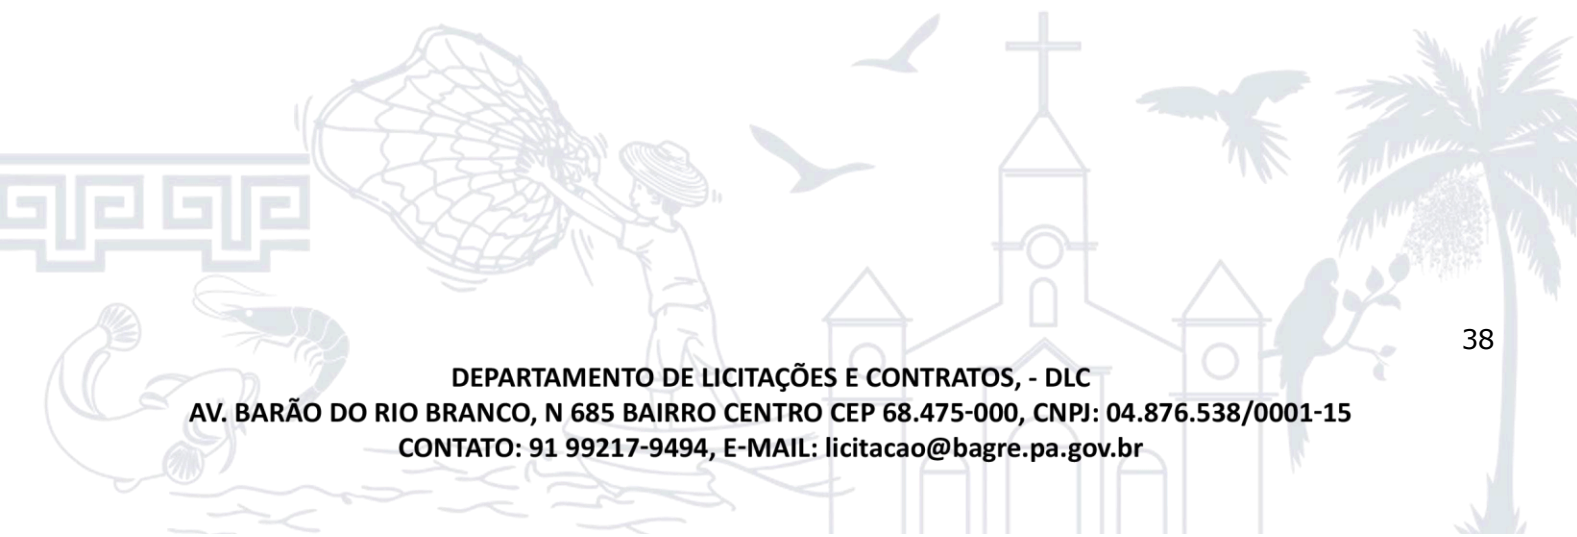 38
DEPARTAMENTO DE LICITAÇÕES E CONTRATOS, - DLC
AV. BARÃO DO RIO BRANCO, N 685 BAIRRO CENTRO CEP 68.475-000, CNPJ: 04.876.538/0001-15
CONTATO: 91 99217-9494, E-MAIL: licitacao@bagre.pa.gov.br